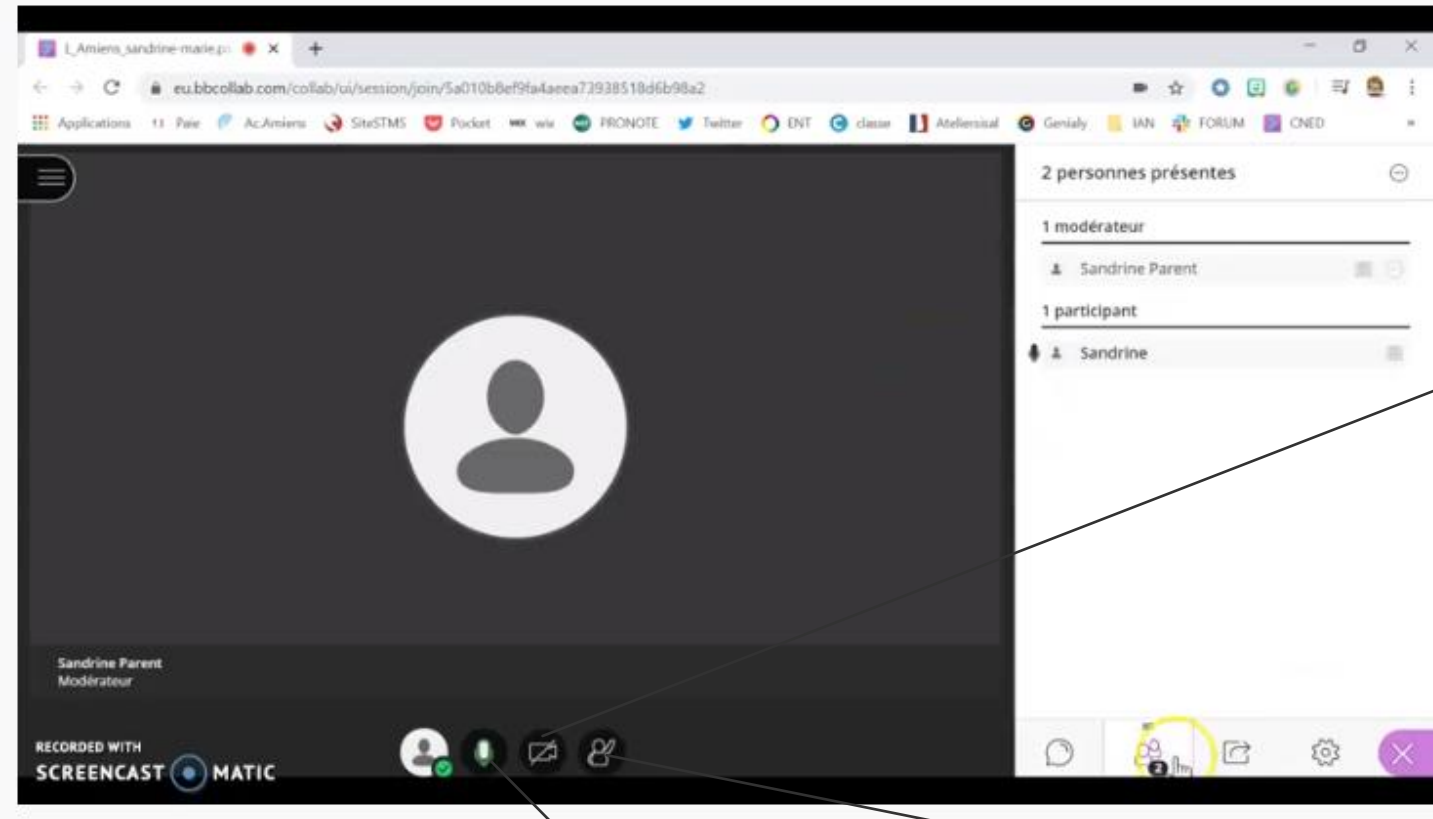 L_Amiens_sandrine-marie.p
eu.bbcollab.com/collab/ui/session/join/5a010b8ef9fa4aeea73938518d6b98a2
Applications Paie Ac.Amiens SiteSTMS Pocket wix PRONOTE Twitter ENT classe Ateliersisal Genialy IAN FORUM CNED
2 personnes présentes
1 modérateur
Sandrine Parent
1 participant
Sandrine
Sandrine Parent
Modérateur
RECORDED WITH
SCREENCAST MATIC
2